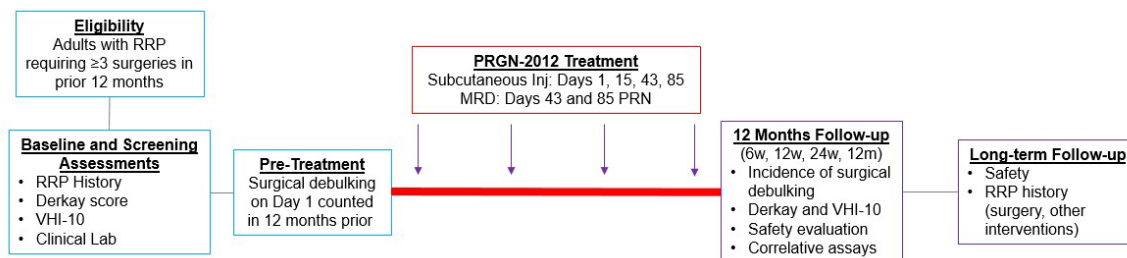 Eligibility
Adults with RRP
requiring ≥3 surgeries in
prior 12 months
Baseline and Screening
Assessments
• RRP History
• Derkay score
• VHI-10
• Clinical Lab
Pre-Treatment
Surgical debulking
on Day 1 counted
in 12 months prior
PRGN-2012 Treatment
Subcutaneous Inj: Days 1, 15, 43, 85
MRD: Days 43 and 85 PRN
12 Months Follow-up
(6w, 12w, 24w, 12m)
• Incidence of surgical
debulking
• Derkay and VHI-10
• Safety evaluation
• Correlative assays
Long-term Follow-up
• Safety
• RRP history
(surgery, other
interventions)